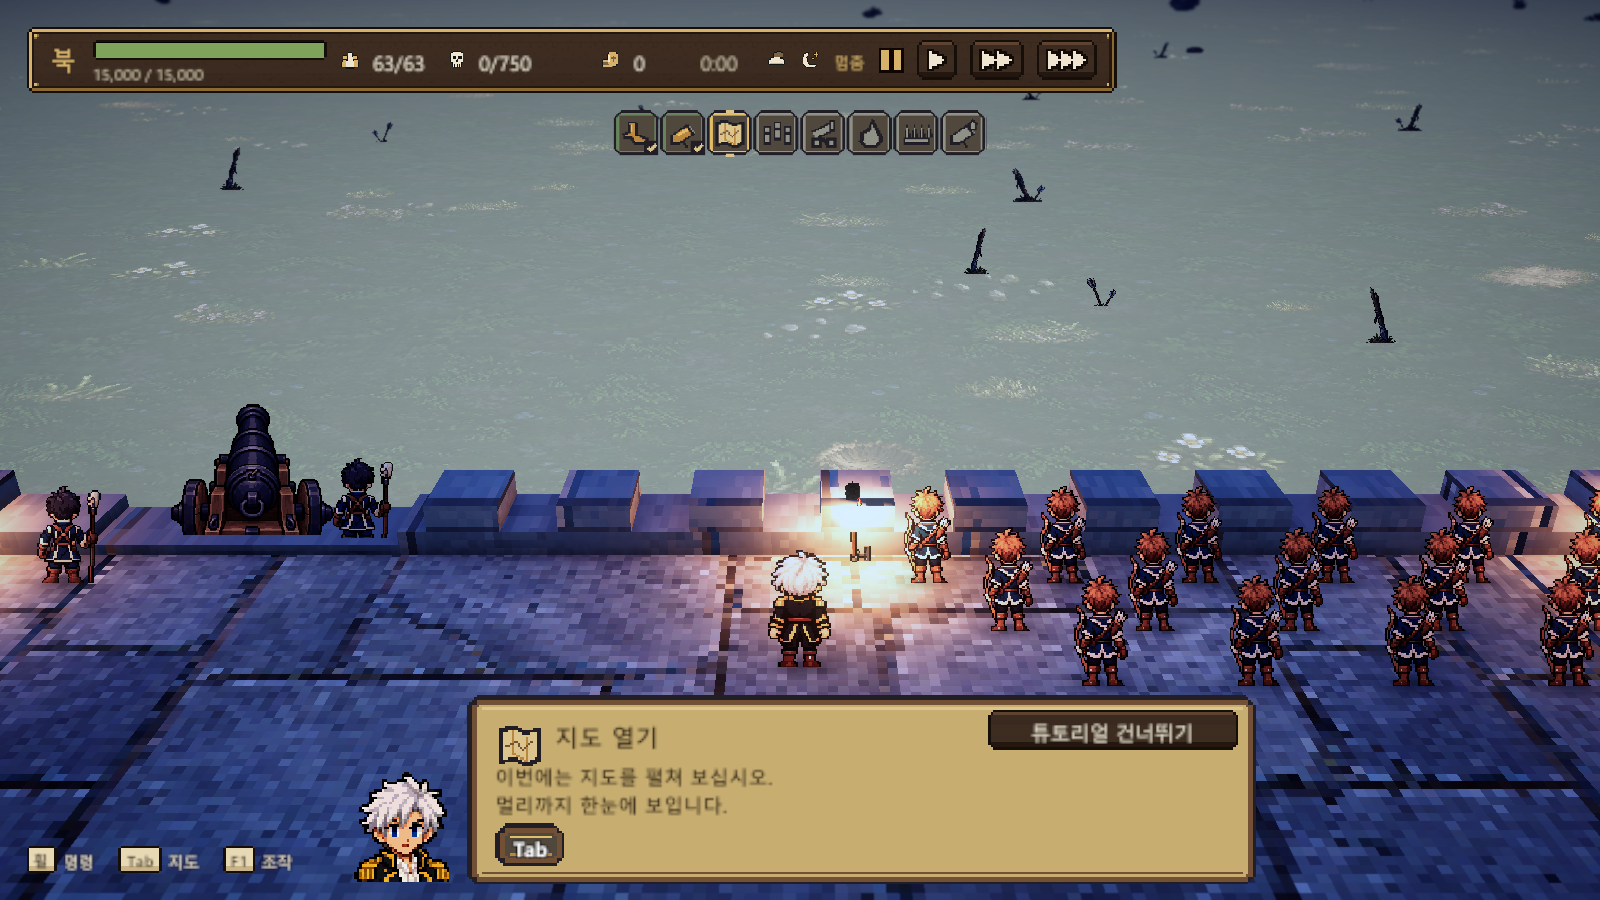 북
15,000 / 15,000
63/63
0/750
0
0:00
멈춤
지도 열기
튜토리얼 건너뛰기
이번에는 지도를 펼쳐 보십시오.
멀리까지 한눈에 보입니다.
Tab
휠 명령
Tab 지도
F1 조작